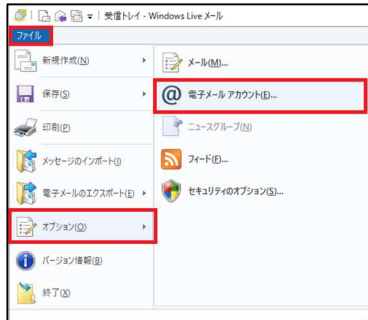 受信トレイ - Windows Live メール
ファイル
新規作成(N)
保存(S)
印刷(P)
メッセージのインポート(I)
電子メールのエクスポート(E)
オプション(O)
バージョン情報(B)
終了(X)
メール(M)...
電子メール アカウント(E)...
ニュースグループ(N)
フィード(F)...
セキュリティのオプション(S)...